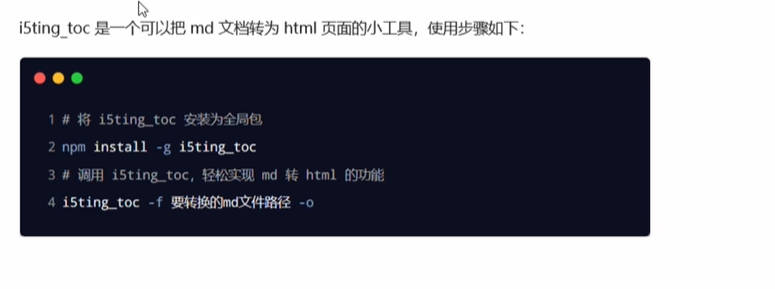 i5ting_toc 是一个可以把 md 文档转为 html 页面的小工具，使用步骤如下：
1 # 将 i5ting_toc 安装为全局包
2 npm install -g i5ting_toc
3 # 调用 i5ting_toc，轻松实现 md 转 html 的功能
4 i5ting_toc -f 要转换的md文件路径 -o